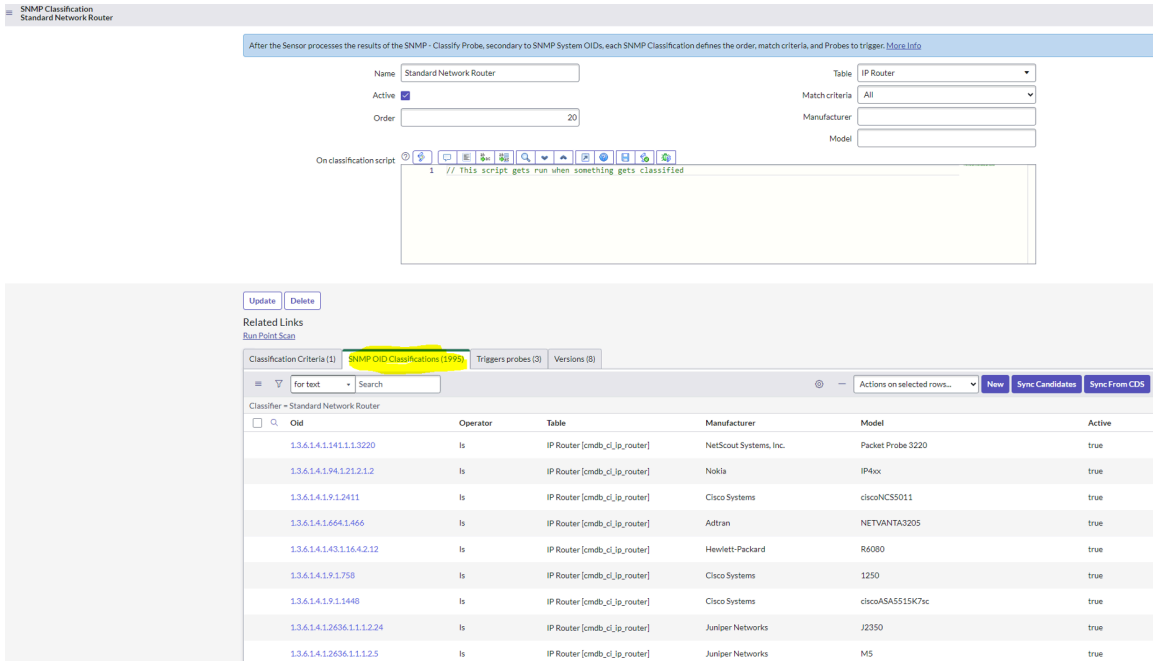 SNMP Classification
Standard Network Router
After the Sensor processes the results of the SNMP - Classify Probe, secondary to SNMP System OIDs, each SNMP Classification defines the order, match criteria, and Probes to trigger. More Info
Name Standard Network Router Table IP Router
Active Match criteria All
Order 20 Manufacturer
Model
On classification script
1 // This script gets run when something gets classified
Update Delete
Related Links
Run Point Scan
Classification Criteria (1) SNMP OID Classifications (1995) Triggers probes (3) Versions (8)
for text Search Actions on selected rows... New Sync Candidates Sync From CDS
Classifier = Standard Network Router
Oid Operator Table Manufacturer Model Active
1.3.6.1.4.1.141.1.1.3220 Is IP Router [cmdb_ci_ip_router] NetScout Systems, Inc. Packet Probe 3220 true
1.3.6.1.4.1.94.1.21.2.1.2 Is IP Router [cmdb_ci_ip_router] Nokia IP4xx true
1.3.6.1.4.1.9.1.2411 Is IP Router [cmdb_ci_ip_router] Cisco Systems ciscoNCS5011 true
1.3.6.1.4.1.664.1.466 Is IP Router [cmdb_ci_ip_router] Adtran NETVANTA3205 true
1.3.6.1.4.1.43.1.16.4.2.12 Is IP Router [cmdb_ci_ip_router] Hewlett-Packard R6080 true
1.3.6.1.4.1.9.1.758 Is IP Router [cmdb_ci_ip_router] Cisco Systems 1250 true
1.3.6.1.4.1.9.1.1448 Is IP Router [cmdb_ci_ip_router] Cisco Systems ciscoASA5515K7sc true
1.3.6.1.4.1.2636.1.1.1.2.24 Is IP Router [cmdb_ci_ip_router] Juniper Networks J2350 true
1.3.6.1.4.1.2636.1.1.1.2.5 Is IP Router [cmdb_ci_ip_router] Juniper Networks M5 true